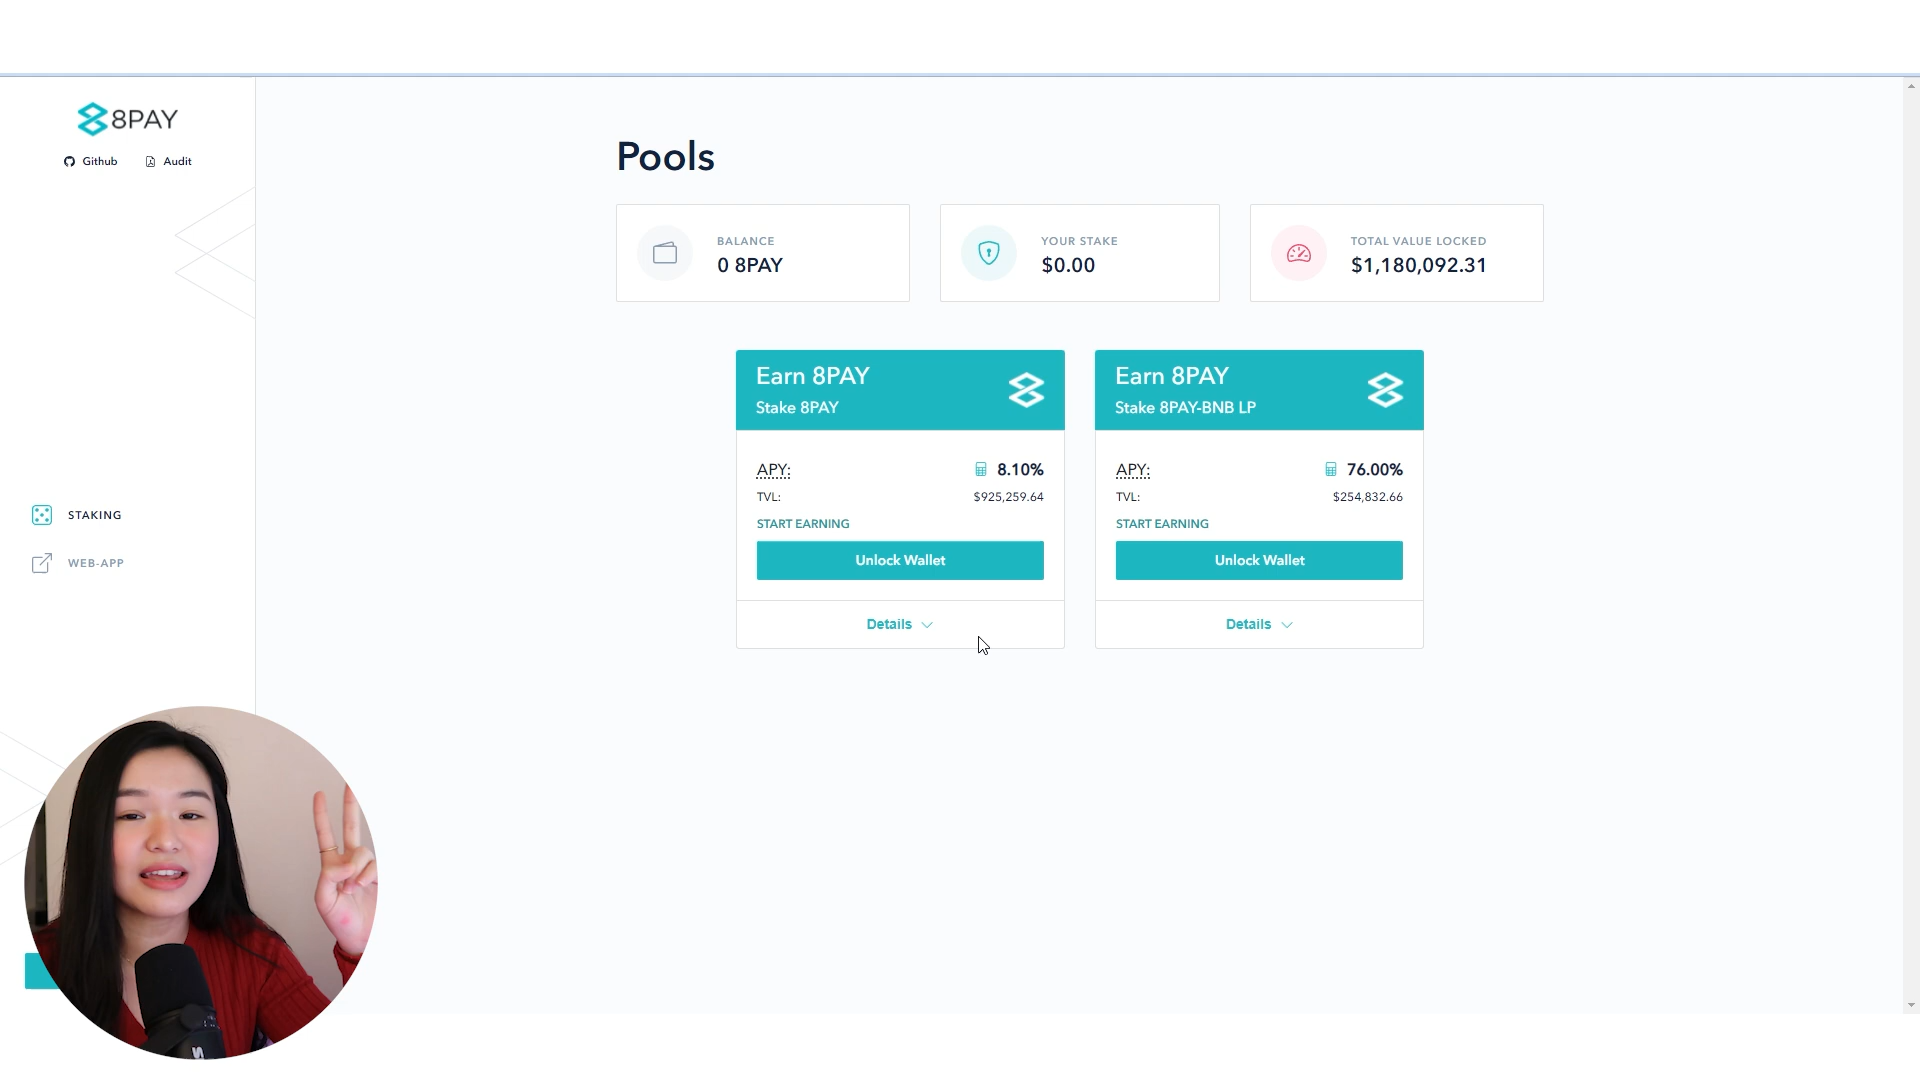 8PAY
Github
Audit
STAKING
WEB-APP
Pools
BALANCE
0 8PAY
YOUR STAKE
$0.00
TOTAL VALUE LOCKED
$1,180,092.31
Earn 8PAY
Stake 8PAY
APY:
8.10%
TVL:
$925,259.64
START EARNING
Unlock Wallet
Details
Earn 8PAY
Stake 8PAY-BNB LP
APY:
76.00%
TVL:
$254,832.66
START EARNING
Unlock Wallet
Details